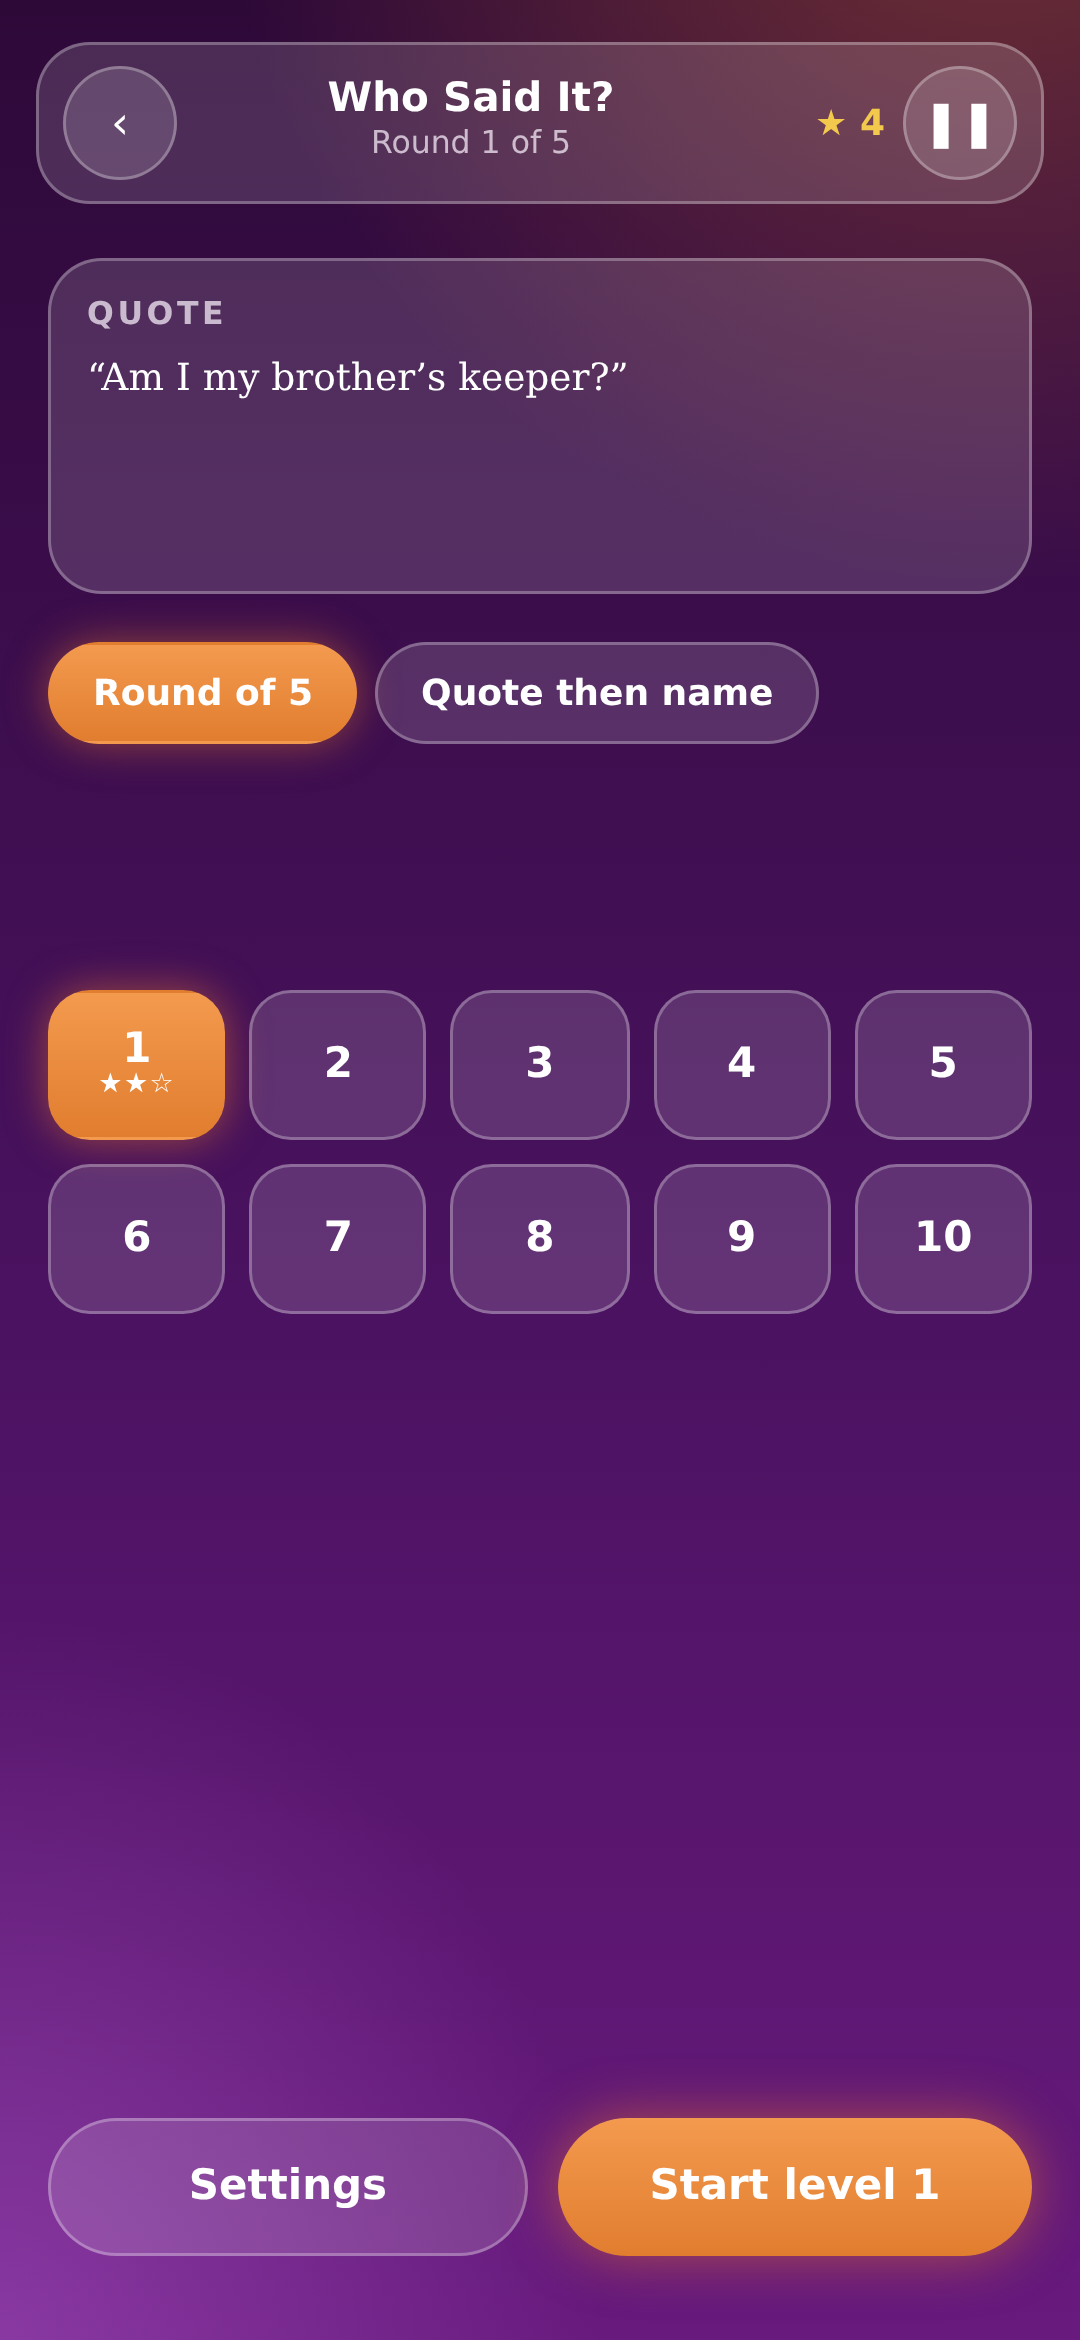 ‹
Who Said It?
Round 1 of 5
★ 4
❚❚
QUOTE
“Am I my brother’s keeper?”
Round of 5
Quote then name
1
★★☆
2
3
4
5
6
7
8
9
10
Settings
Start level 1